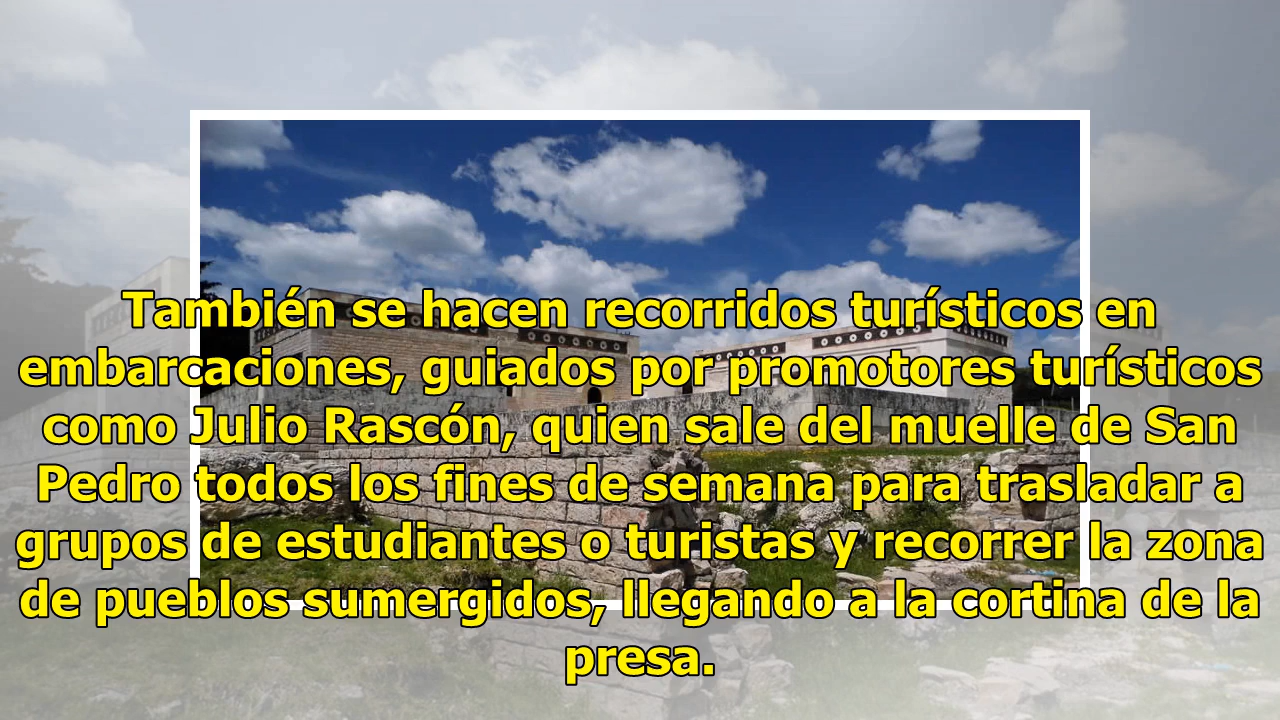 También se hacen recorridos turísticos en
embarcaciones, guiados por promotores turísticos
como Julio Rascón, quien sale del muelle de San
Pedro todos los fines de semana para trasladar a
grupos de estudiantes o turistas y recorrer la zona
de pueblos sumergidos, llegando a la cortina de la
presa.